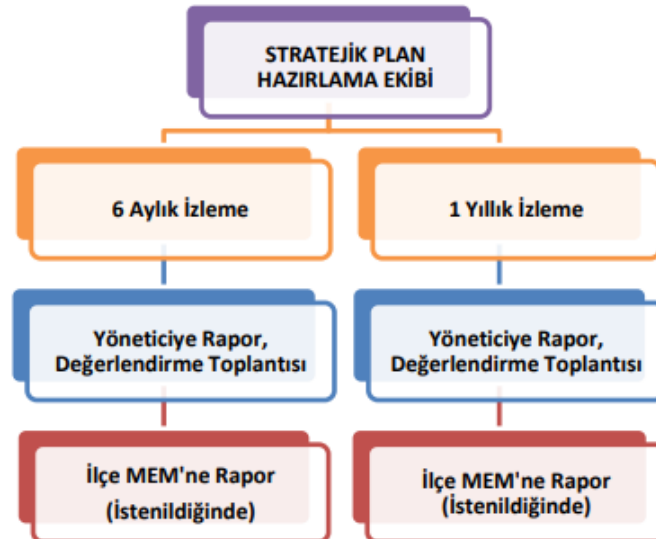 STRATEJİK PLAN
HAZIRLAMA EKİBİ
6 Aylık İzleme
1 Yıllık İzleme
Yöneticiye Rapor,
Değerlendirme Toplantısı
Yöneticiye Rapor,
Değerlendirme Toplantısı
İlçe MEM'ne Rapor
(İstenildiğinde)
İlçe MEM'ne Rapor
(İstenildiğinde)